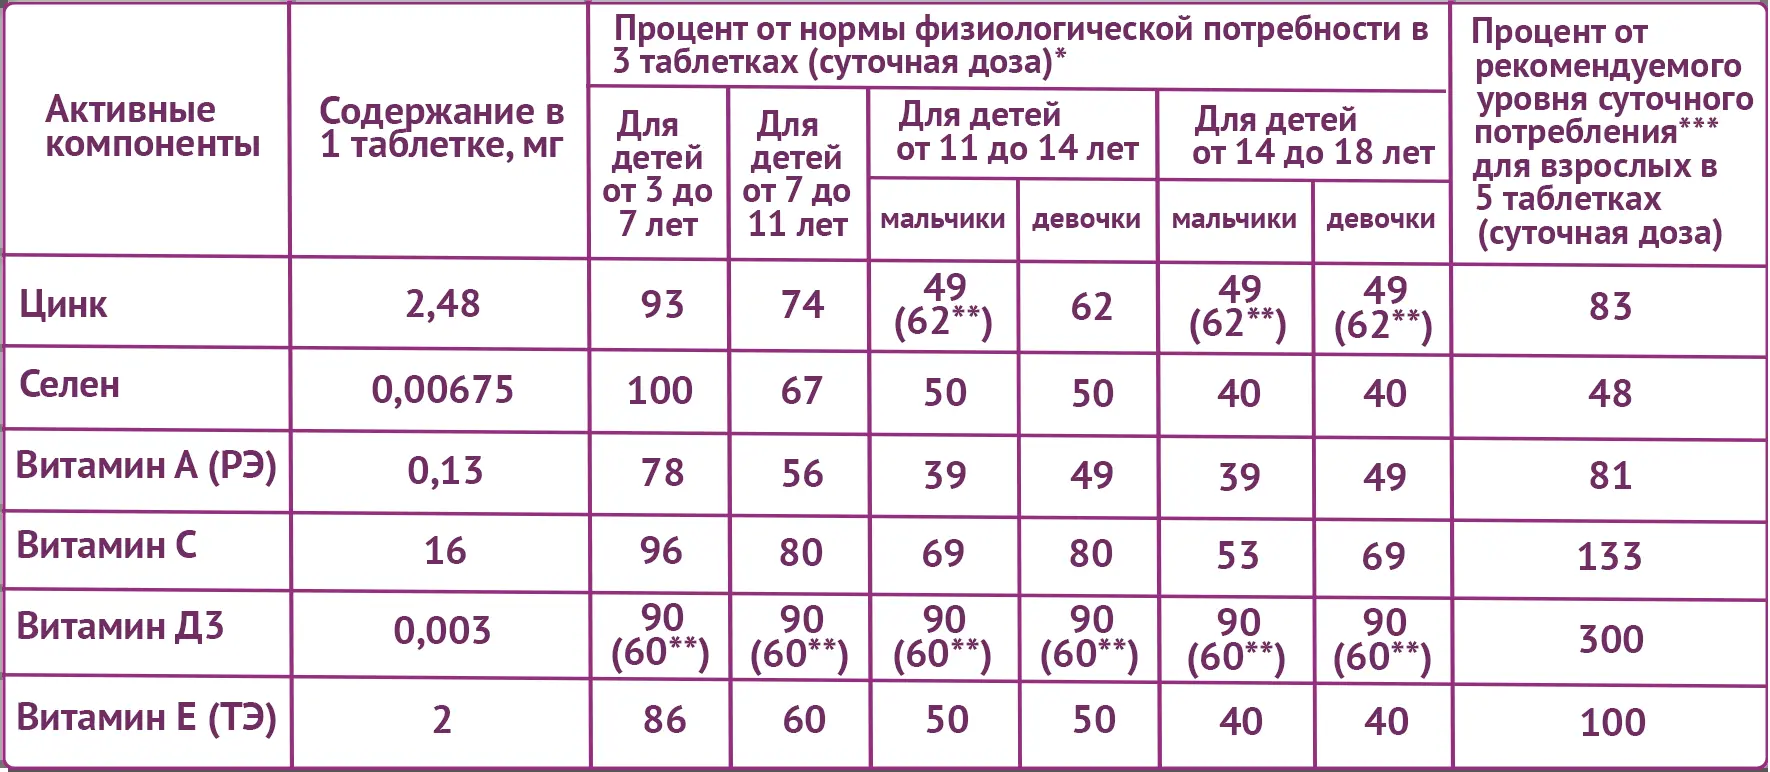 Активные
компоненты
Содержание в
1 таблетке, мг
Процент от нормы физиологической потребности в
3 таблетках (суточная доза)*
Для
детей
от 3 до
7 лет
Для
детей
от 7 до
11 лет
Для детей
от 11 до 14 лет
мальчики
девочки
Для детей
от 14 до 18 лет
мальчики
девочки
Процент от
рекомендуемого
уровня суточного
потребления***
для взрослых в
5 таблетках
(суточная доза)
Цинк
2,48
93
74
49
(62**)
62
49
(62**)
49
(62**)
83
Селен
0,00675
100
67
50
50
40
40
48
Витамин А (РЭ)
0,13
78
56
39
49
39
49
81
Витамин С
16
96
80
69
80
53
69
133
Витамин Д3
0,003
90
(60**)
90
(60**)
90
(60**)
90
(60**)
90
(60**)
90
(60**)
300
Витамин Е (ТЭ)
2
86
60
50
50
40
40
100